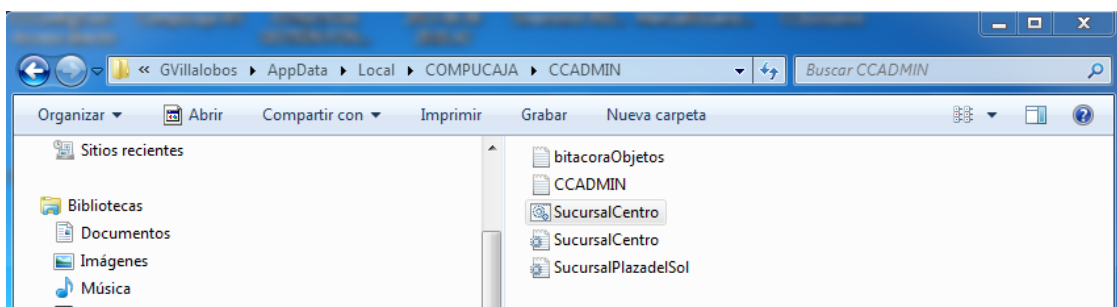 « GVillalobos ▸ AppData ▸ Local ▸ COMPUCAJA ▸ CCADMIN
Buscar CCADMIN
Organizar Abrir Compartir con Imprimir Grabar Nueva carpeta
Sitios recientes
Bibliotecas
Documentos
Imágenes
Música
bitacoraObjetos
CCADMIN
SucursalCentro
SucursalCentro
SucursalPlazadelSol